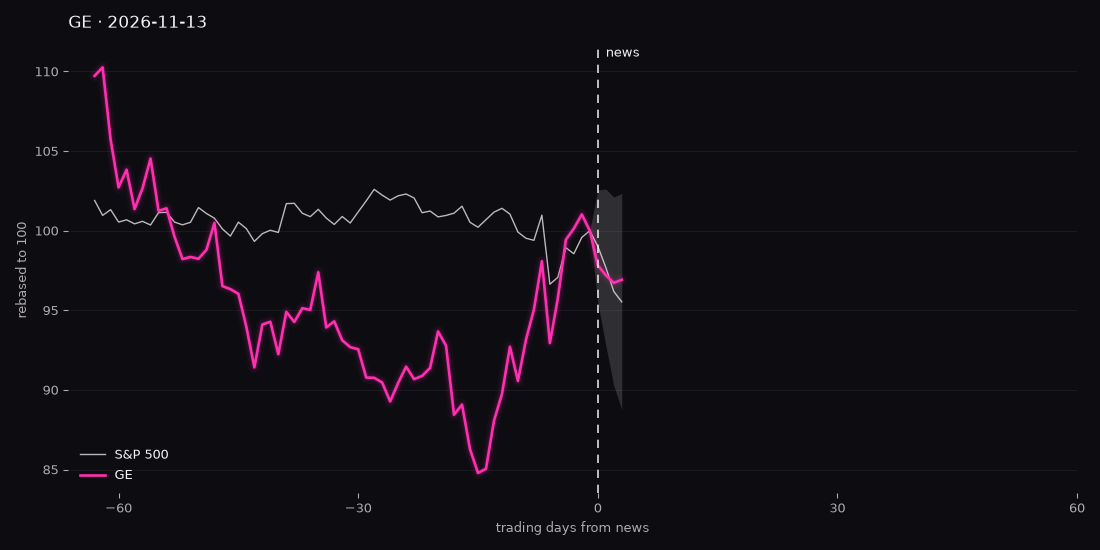 GE · 2026-11-13
news
110
105
100
95
90
85
rebased to 100
S&P 500
GE
−60
−30
0
30
60
trading days from news